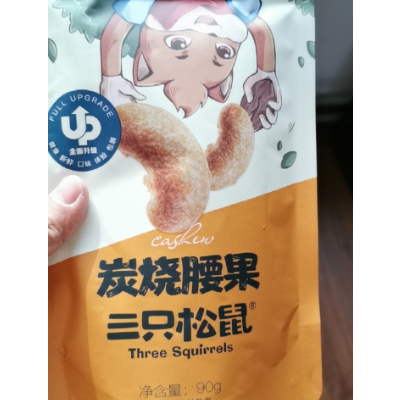 FULL UPGRADE
UP
全面升级
cashew
炭烧腰果
三只松鼠®
Three Squirrels
净含量: 90g